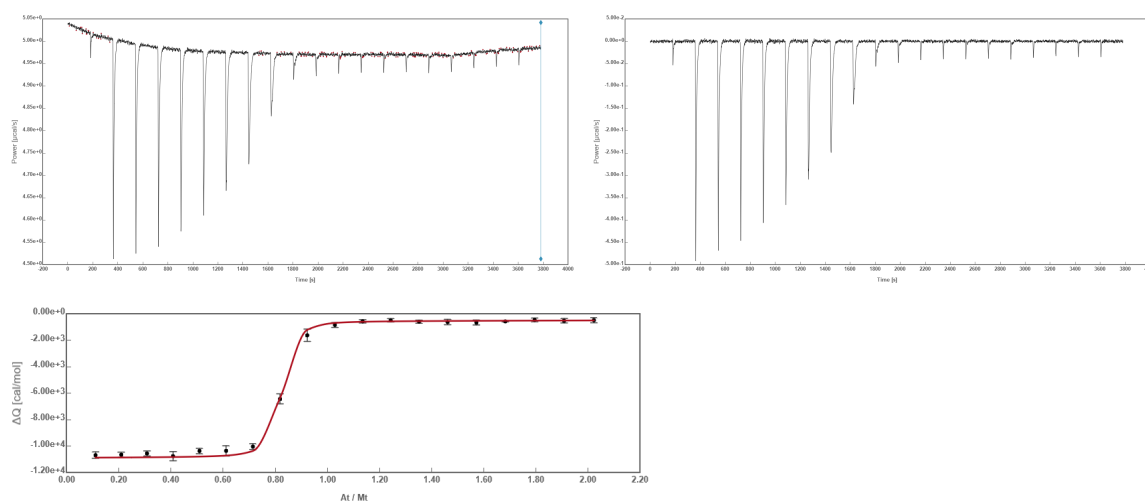 5.05e+0
5.00e+0
4.95e+0
4.90e+0
4.85e+0
4.80e+0
4.75e+0
4.70e+0
4.65e+0
4.60e+0
4.55e+0
4.50e+0
Power [µcal/s]
-200 0 200 400 600 800 1000 1200 1400 1600 1800 2000 2200 2400 2600 2800 3000 3200 3400 3600 3800 4000
Time [s]
5.00e-2
0.00e+0
-5.00e-2
-1.00e-1
-1.50e-1
-2.00e-1
-2.50e-1
-3.00e-1
-3.50e-1
-4.00e-1
-4.50e-1
-5.00e-1
Power [µcal/s]
-200 0 200 400 600 800 1000 1200 1400 1600 1800 2000 2200 2400 2600 2800 3000 3200 3400 3600 3800
Time [s]
0.00e+0
-2.00e+3
-4.00e+3
-6.00e+3
-8.00e+3
-1.00e+4
-1.20e+4
ΔQ [cal/mol]
0.00 0.20 0.40 0.60 0.80 1.00 1.20 1.40 1.60 1.80 2.00 2.20
At / Mt